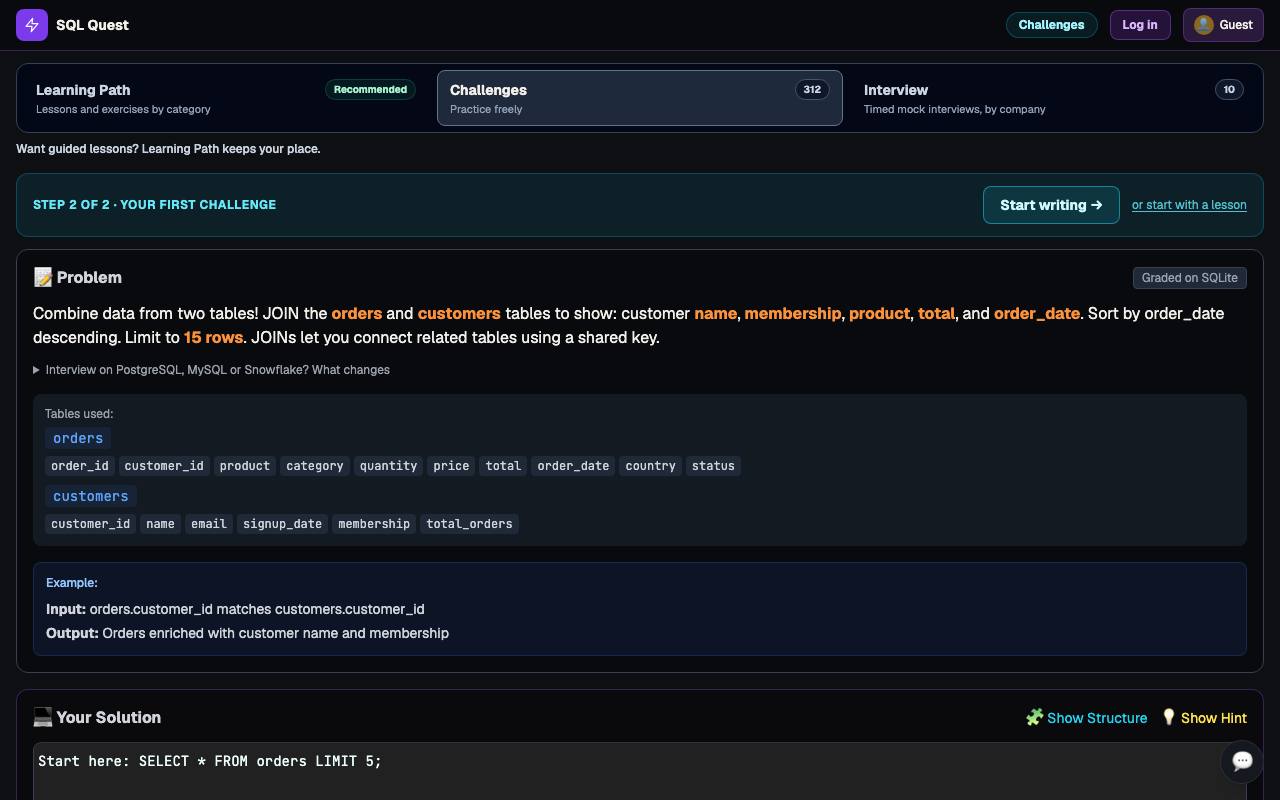 SQL Quest
Challenges
Log in
Guest
Learning Path
Recommended
Lessons and exercises by category
Challenges
312
Practice freely
Interview
10
Timed mock interviews, by company
Want guided lessons? Learning Path keeps your place.
STEP 2 OF 2 · YOUR FIRST CHALLENGE
Start writing →
or start with a lesson
Problem
Graded on SQLite
Combine data from two tables! JOIN the orders and customers tables to show: customer name, membership, product, total, and order_date. Sort by order_date
descending. Limit to 15 rows. JOINs let you connect related tables using a shared key.
Interview on PostgreSQL, MySQL or Snowflake? What changes
Tables used:
orders
order_id customer_id product category quantity price total order_date country status
customers
customer_id name email signup_date membership total_orders
Example:
Input: orders.customer_id matches customers.customer_id
Output: Orders enriched with customer name and membership
Your Solution
Show Structure
Show Hint
Start here: SELECT * FROM orders LIMIT 5;